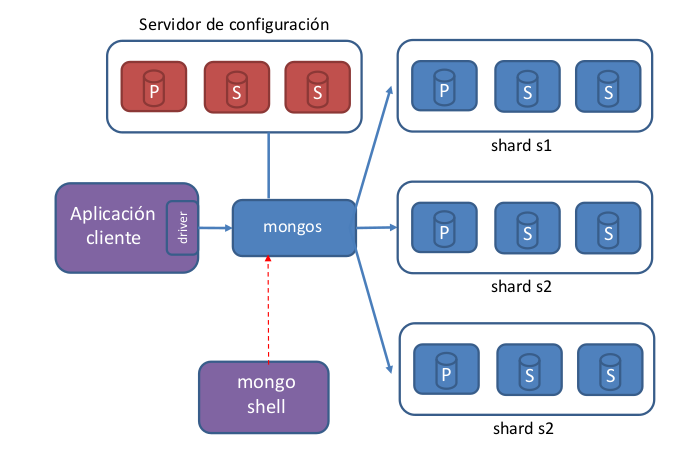 Servidor de configuración
P
S
S
P
S
S
shard s1
Aplicación
cliente
driver
mongos
P
S
S
shard s2
mongo
shell
P
S
S
shard s2